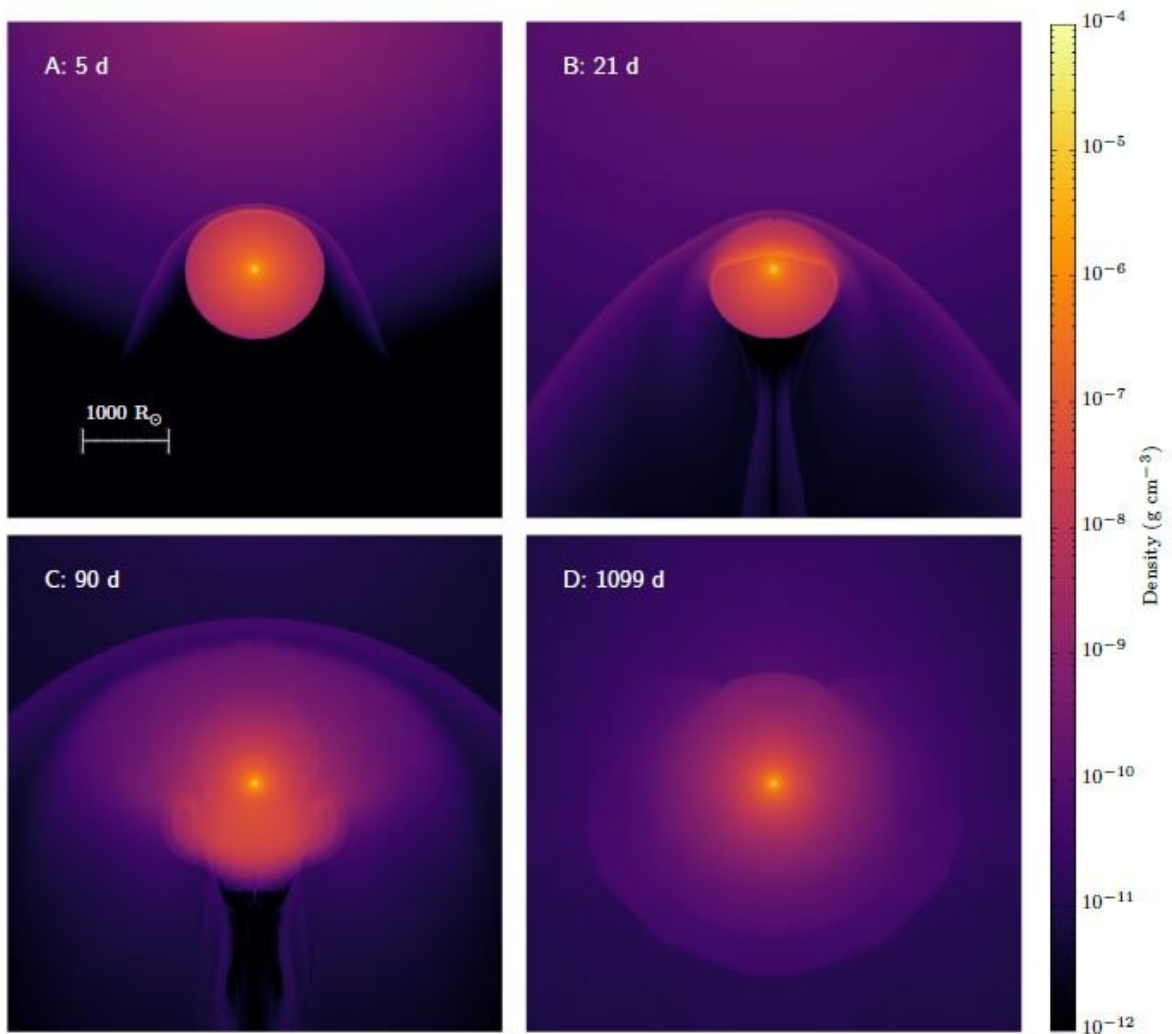 A: 5 d
B: 21 d
1000 R☉
C: 90 d
D: 1099 d
10⁻⁴
10⁻⁵
10⁻⁶
10⁻⁷
10⁻⁸
10⁻⁹
10⁻¹⁰
10⁻¹¹
10⁻¹²
Density (g cm⁻³)